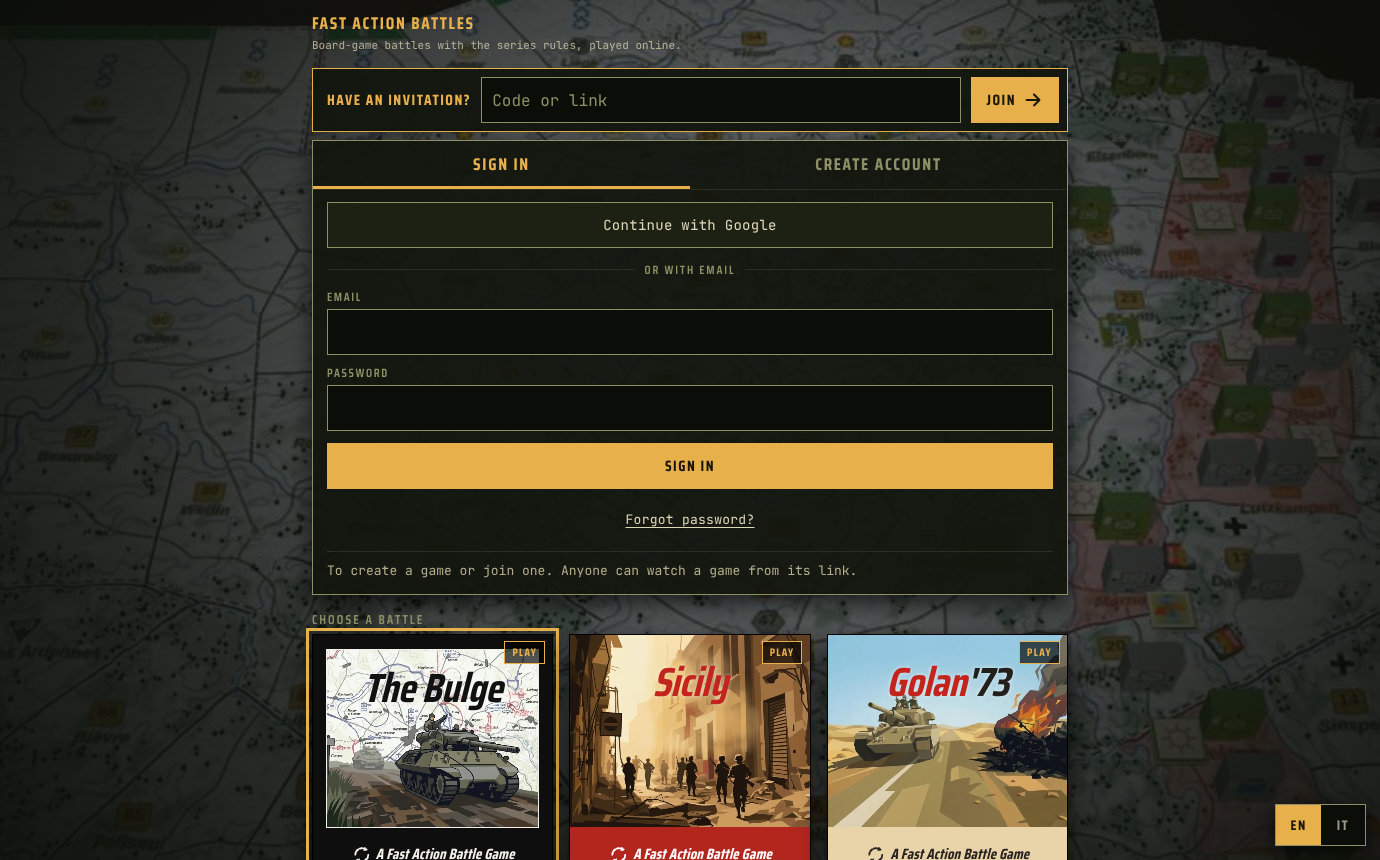 FAST ACTION BATTLES
Board-game battles with the series rules, played online.
HAVE AN INVITATION?
Code or link
JOIN
SIGN IN
CREATE ACCOUNT
Continue with Google
OR WITH EMAIL
EMAIL
PASSWORD
SIGN IN
Forgot password?
To create a game or join one. Anyone can watch a game from its link.
CHOOSE A BATTLE
PLAY
The Bulge
A Fast Action Battle Game
PLAY
Sicily
A Fast Action Battle Game
PLAY
Golan'73
A Fast Action Battle Game
EN
IT